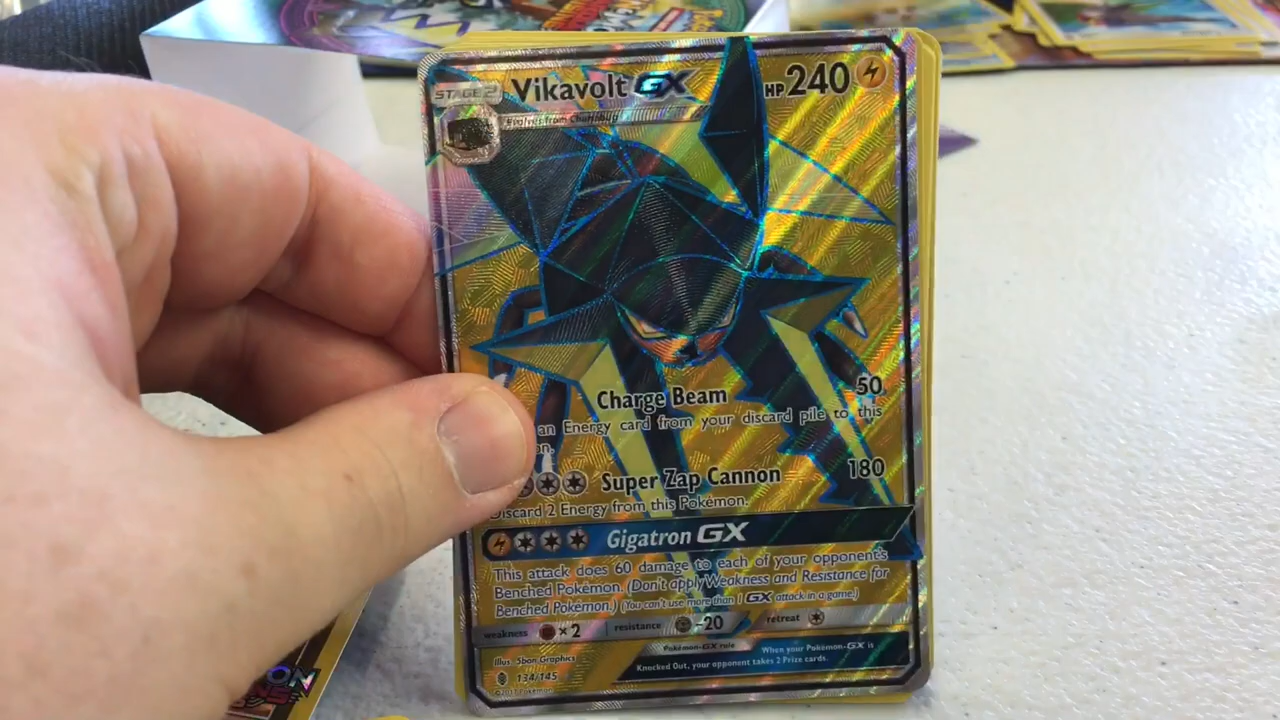 STAGE 2 Vikavolt GX HP 240
Evolves from Charjabug
Charge Beam 50
an Energy card from your discard pile to this
on.
Super Zap Cannon 180
Discard 2 Energy from this Pokémon.
Gigatron GX
This attack does 60 damage to each of your opponent's
Benched Pokémon. (Don't apply Weakness and Resistance for
Benched Pokémon.) (You can't use more than 1 GX attack in a game.)
weakness ×2 resistance -20 retreat
Pokémon-GX rule When your Pokémon-GX is
Knocked Out, your opponent takes 2 Prize cards.
Illus. 5ban Graphics
134/145
©2017 Pokémon